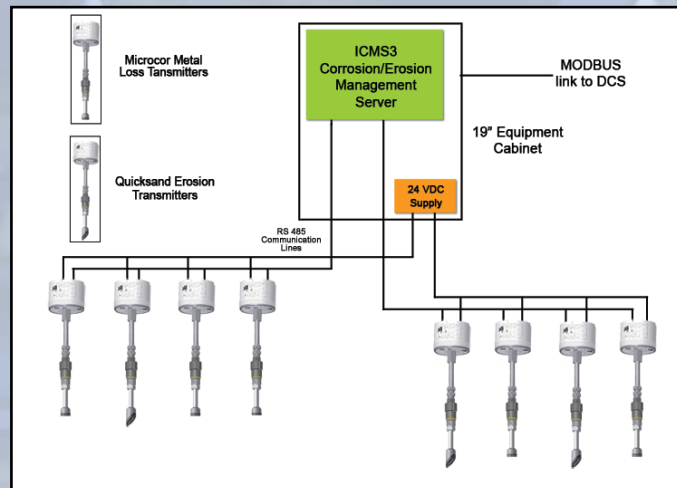 Microcor Metal
Loss Tansmitters
Quicksand Erosion
Transmitters
ICMS3
Corrosion/Erosion
Management
Server
MODBUS
link to DCS
19" Equipment
Cabinet
24 VDC
Supply
RS 485
Communication
Lines